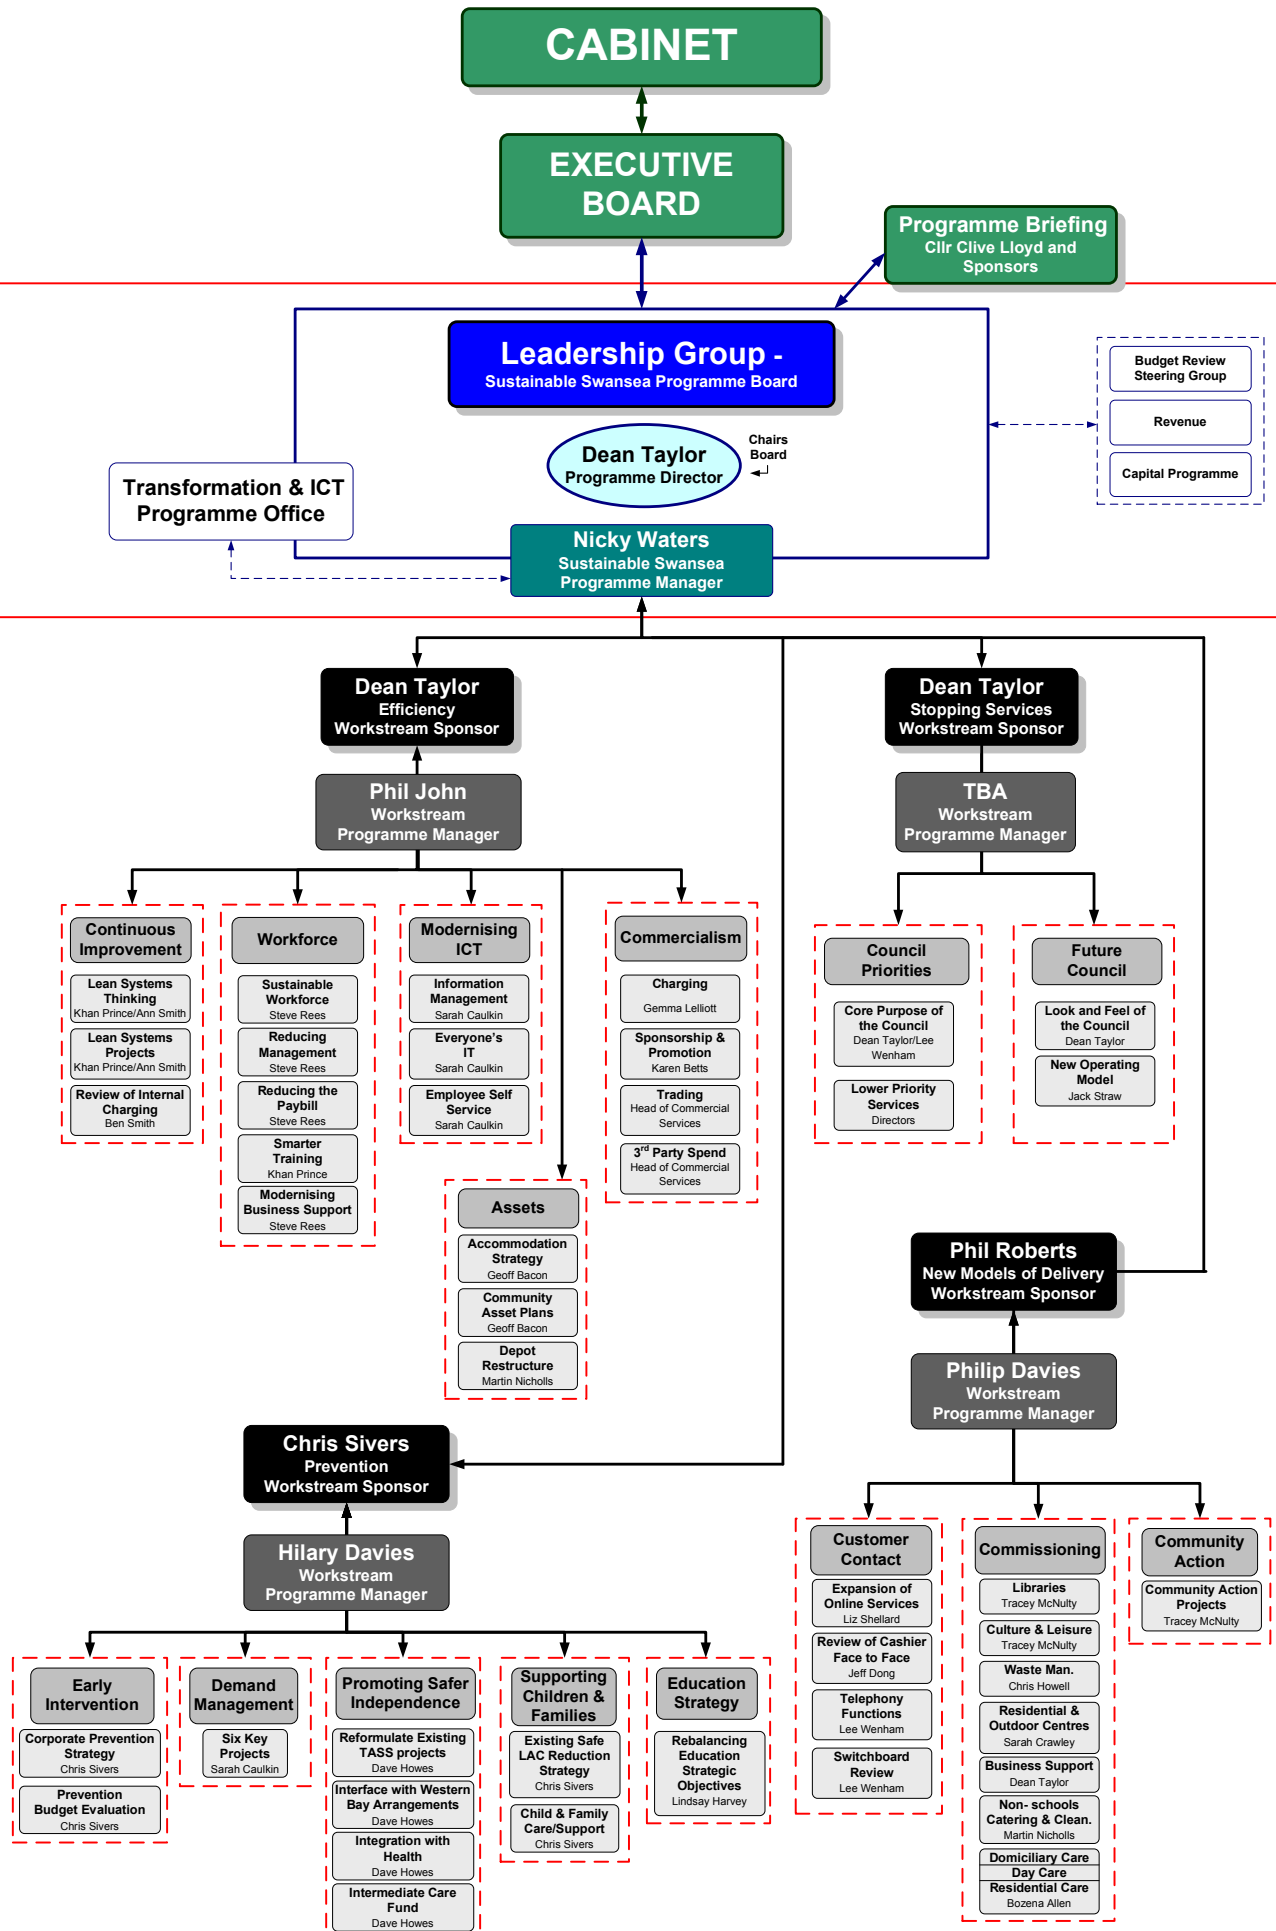 CABINET
EXECUTIVE
BOARD
Programme Briefing
Cllr Clive Lloyd and
Sponsors
Leadership Group -
Sustainable Swansea Programme Board
Budget Review
Steering Group
Revenue
Capital Programme
Dean Taylor
Programme Director
Chairs
Board
Transformation & ICT
Programme Office
Nicky Waters
Sustainable Swansea
Programme Manager
Dean Taylor
Efficiency
Workstream Sponsor
Dean Taylor
Stopping Services
Workstream Sponsor
Phil John
Workstream
Programme Manager
TBA
Workstream
Programme Manager
Continuous
Improvement
Lean Systems
Thinking
Khan Prince/Ann Smith
Lean Systems
Projects
Khan Prince/Ann Smith
Review of Internal
Charging
Ben Smith
Workforce
Sustainable
Workforce
Steve Rees
Reducing
Management
Steve Rees
Reducing the
Paybill
Steve Rees
Smarter
Training
Khan Prince
Modernising
Business Support
Steve Rees
Modernising
ICT
Information
Management
Sarah Caulkin
Everyone's
IT
Sarah Caulkin
Employee Self
Service
Sarah Caulkin
Commercialism
Charging
Gemma Lelliott
Sponsorship &
Promotion
Karen Betts
Trading
Head of Commercial
Services
3rd Party Spend
Head of Commercial
Services
Council
Priorities
Core Purpose of
the Council
Dean Taylor/Lee
Wenham
Lower Priority
Services
Directors
Future
Council
Look and Feel of
the Council
Dean Taylor
New Operating
Model
Jack Straw
Assets
Accommodation
Strategy
Geoff Bacon
Community
Asset Plans
Geoff Bacon
Depot
Restructure
Martin Nicholls
Phil Roberts
New Models of Delivery
Workstream Sponsor
Philip Davies
Workstream
Programme Manager
Chris Sivers
Prevention
Workstream Sponsor
Hilary Davies
Workstream
Programme Manager
Customer
Contact
Expansion of
Online Services
Liz Shellard
Review of Cashier
Face to Face
Jeff Dong
Telephony
Functions
Lee Wenham
Switchboard
Review
Lee Wenham
Commissioning
Libraries
Tracey McNulty
Culture & Leisure
Tracey McNulty
Waste Man.
Chris Howell
Residential &
Outdoor Centres
Sarah Crawley
Business Support
Dean Taylor
Non- schools
Catering & Clean.
Martin Nicholls
Domiciliary Care
Day Care
Residential Care
Bozena Allen
Community
Action
Community Action
Projects
Tracey McNulty
Early
Intervention
Corporate Prevention
Strategy
Chris Sivers
Prevention
Budget Evaluation
Chris Sivers
Demand
Management
Six Key
Projects
Sarah Caulkin
Promoting Safer
Independence
Reformulate Existing
TASS projects
Dave Howes
Interface with Western
Bay Arrangements
Dave Howes
Integration with
Health
Dave Howes
Intermediate Care
Fund
Dave Howes
Supporting
Children &
Families
Existing Safe
LAC Reduction
Strategy
Chris Sivers
Child & Family
Care/Support
Chris Sivers
Education
Strategy
Rebalancing
Education
Strategic
Objectives
Lindsay Harvey